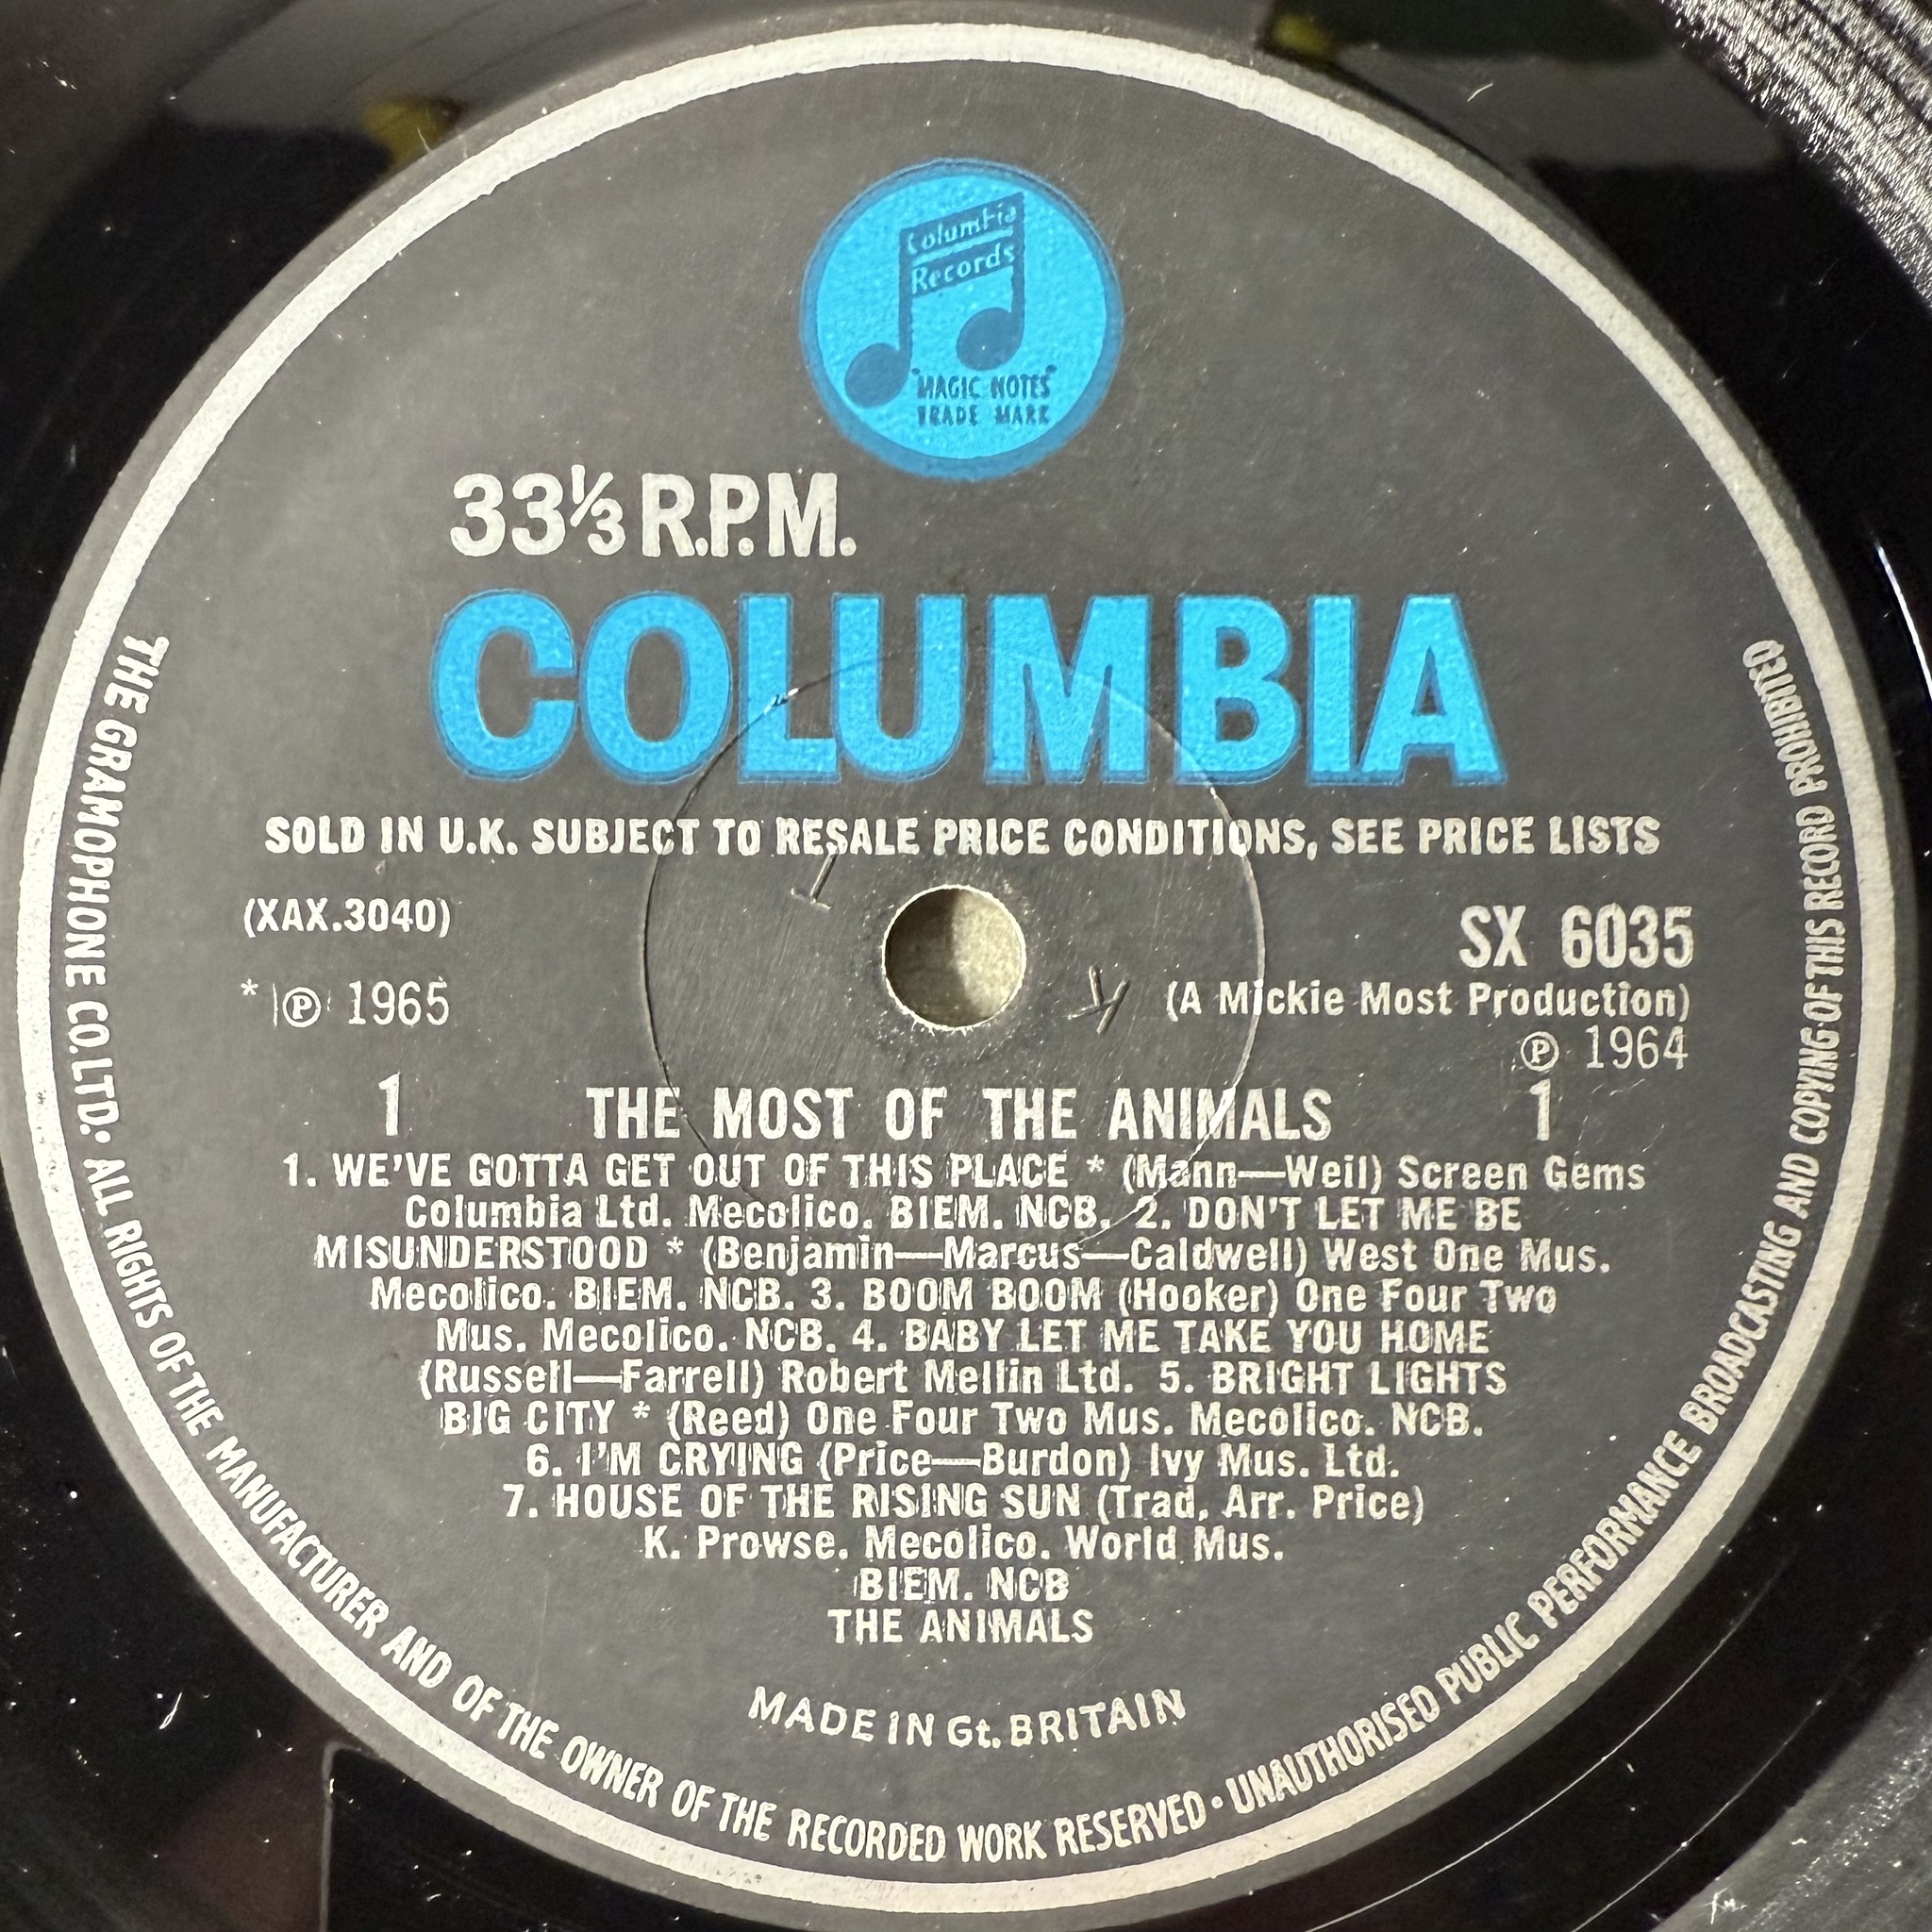 Columbia
Records
"MAGIC NOTES"
TRADE MARK
33⅓ R.P.M.
COLUMBIA
SOLD IN U.K. SUBJECT TO RESALE PRICE CONDITIONS, SEE PRICE LISTS
(XAX.3040)
SX 6035
* ℗ 1965
(A Mickie Most Production)
℗ 1964
1 THE MOST OF THE ANIMALS 1
1. WE'VE GOTTA GET OUT OF THIS PLACE * (Mann—Weil) Screen Gems
Columbia Ltd. Mecolico. BIEM. NCB. 2. DON'T LET ME BE
MISUNDERSTOOD * (Benjamin—Marcus—Caldwell) West One Mus.
Mecolico. BIEM. NCB. 3. BOOM BOOM (Hooker) One Four Two
Mus. Mecolico. NCB. 4. BABY LET ME TAKE YOU HOME
(Russell—Farrell) Robert Mellin Ltd. 5. BRIGHT LIGHTS
BIG CITY * (Reed) One Four Two Mus. Mecolico. NCB.
6. I'M CRYING (Price—Burdon) Ivy Mus. Ltd.
7. HOUSE OF THE RISING SUN (Trad. Arr. Price)
K. Prowse. Mecolico. World Mus.
BIEM. NCB
THE ANIMALS
MADE IN Gt. BRITAIN
THE GRAMOPHONE CO. LTD. · ALL RIGHTS OF THE MANUFACTURER AND OF THE OWNER OF THE RECORDED WORK RESERVED · UNAUTHORISED PUBLIC PERFORMANCE BROADCASTING AND COPYING OF THIS RECORD PROHIBITED